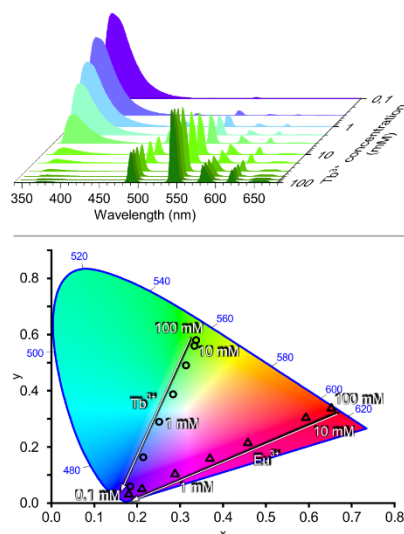 0.1
1
10
100
Tb³⁺ concentration
(mM)
350 400 450 500 550 600 650
Wavelength (nm)
0.8
0.6
0.4
0.2
0.0
y
520
540
560
500
580
600
620
480
100 mM
10 mM
Tb³⁺
1 mM
0.1 mM
100 mM
10 mM
Eu³⁺
1 mM
0.0 0.1 0.2 0.3 0.4 0.5 0.6 0.7 0.8
x